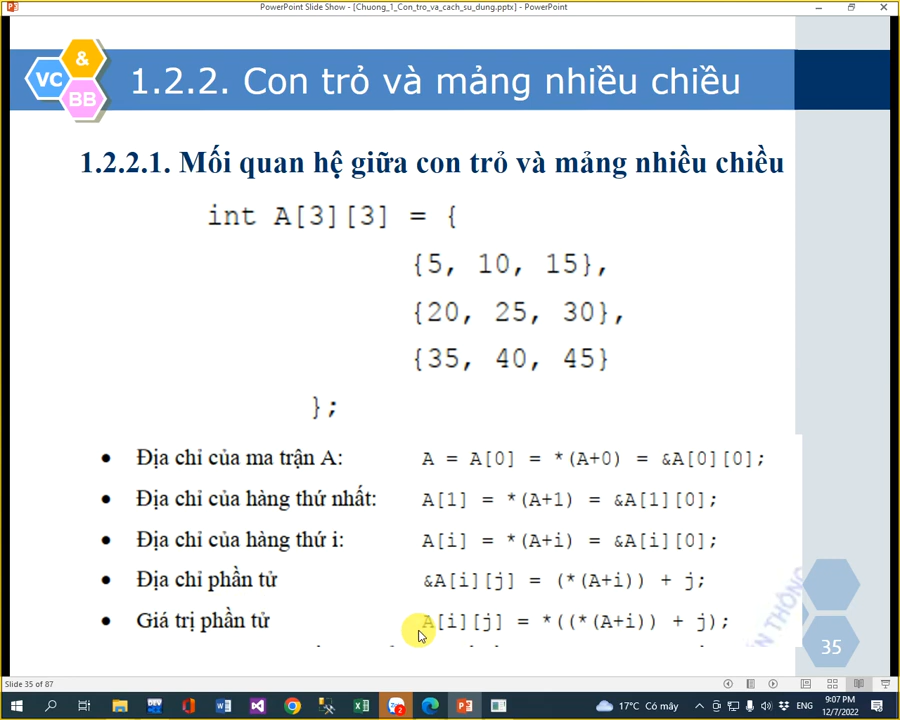 PowerPoint Slide Show - [Chuong_1_Con_tro_va_cach_su_dung.pptx] - PowerPoint
VC & BB
1.2.2. Con trỏ và mảng nhiều chiều
1.2.2.1. Mối quan hệ giữa con trỏ và mảng nhiều chiều
int A[3][3] = {
{5, 10, 15},
{20, 25, 30},
{35, 40, 45}
};
• Địa chỉ của ma trận A: A = A[0] = *(A+0) = &A[0][0];
• Địa chỉ của hàng thứ nhất: A[1] = *(A+1) = &A[1][0];
• Địa chỉ của hàng thứ i: A[i] = *(A+i) = &A[i][0];
• Địa chỉ phần tử &A[i][j] = (*(A+i)) + j;
• Giá trị phần tử A[i][j] = *((*(A+i)) + j);
THÔNG
35
Slide 35 of 87
17°C Có mây
ENG
9:07 PM
12/7/2022